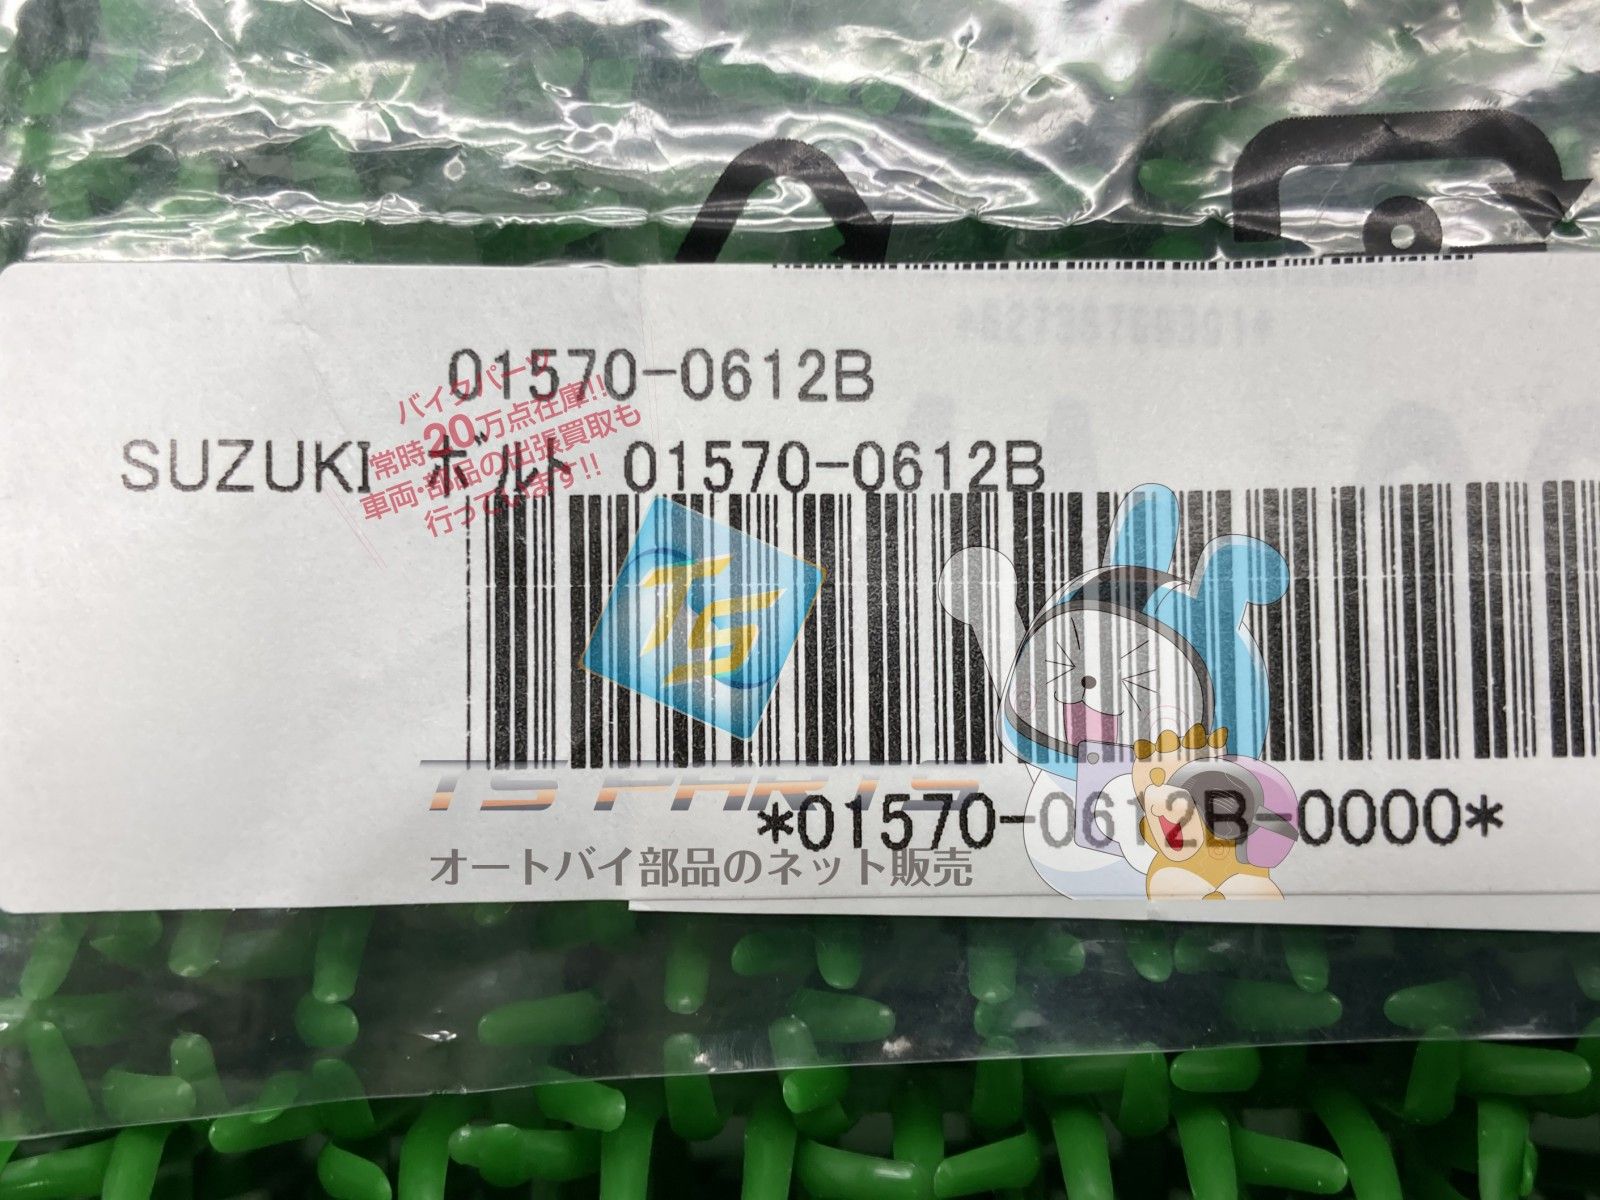 01570-0612B
SUZUKI ボルト 01570-0612B
バイクパーツ
常時20万点在庫!!
車両・部品の出張買取も
行っています!!
TS
TS PARTS
*01570-0612B-0000*
オートバイ部品のネット販売